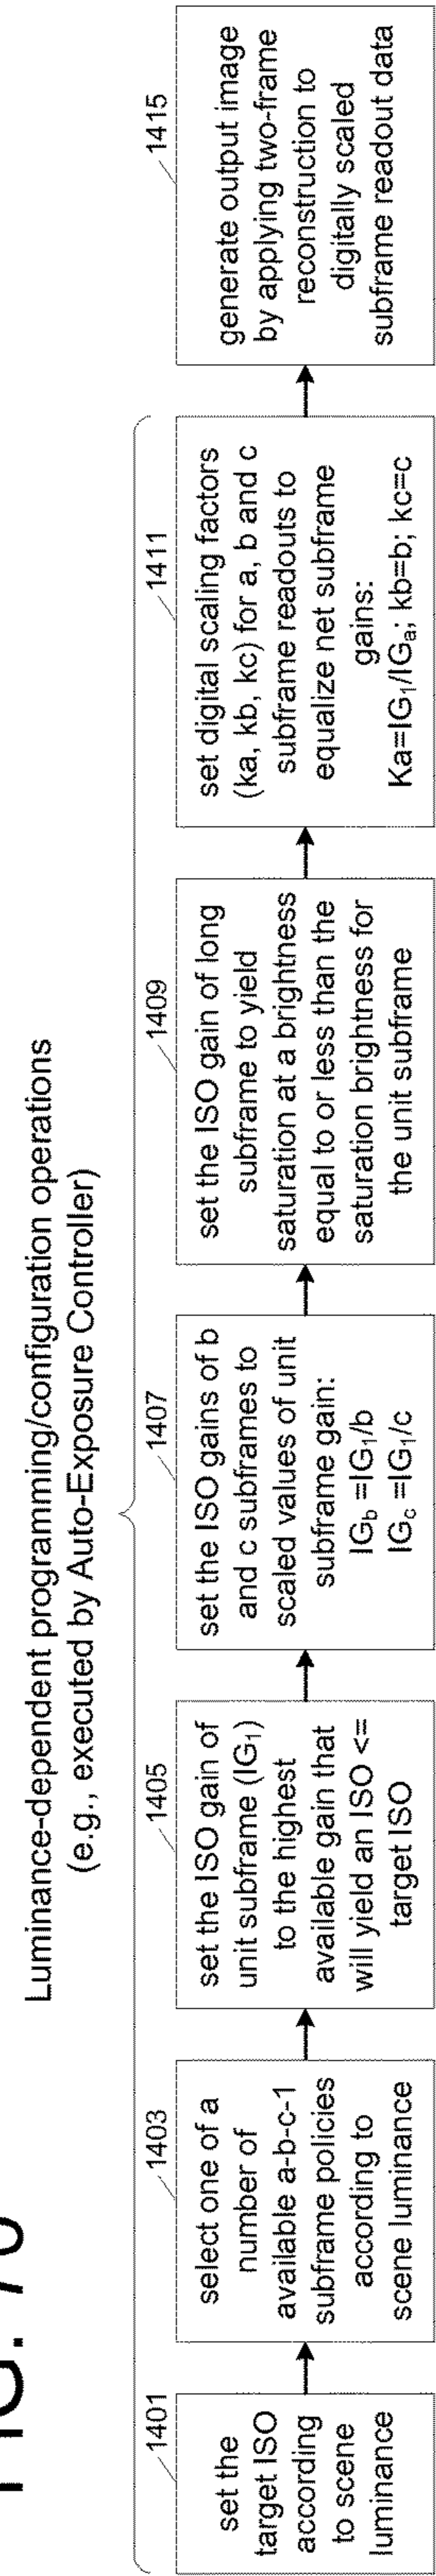 FIG. 70
Luminance-dependent programming/configuration operations
(e.g., executed by Auto-Exposure Controller)
1401
set the
target ISO
according
to scene
luminance
1403
select one of a
number of
available a-b-c-1
subframe policies
according to
scene luminance
1405
set the ISO gain of
unit subframe (IG₁)
to the highest
available gain that
will yield an ISO <=
target ISO
1407
set the ISO gains of b
and c subframes to
scaled values of unit
subframe gain:
IG_b =IG₁/b
IG_c =IG₁/c
1409
set the ISO gain of long
subframe to yield
saturation at a brightness
equal to or less than the
saturation brightness for
the unit subframe
1411
set digital scaling factors
(ka, kb, kc) for a, b and c
subframe readouts to
equalize net subframe
gains:
Ka=IG₁/IGₐ; kb=b; kc=c
1415
generate output image
by applying two-frame
reconstruction to
digitally scaled
subframe readout data